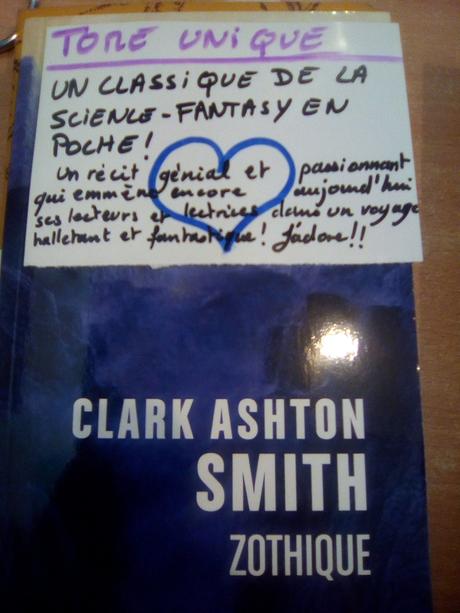 TOME UNIQUE
UN CLASSIQUE DE LA
SCIENCE-FANTASY EN
POCHE !
Un récit génial et passionnant
qui emmène encore aujourd'hui
ses lecteurs et lectrices dans un voyage
halletant et fantastique ! J'adore !!
CLARK ASHTON
SMITH
ZOTHIQUE